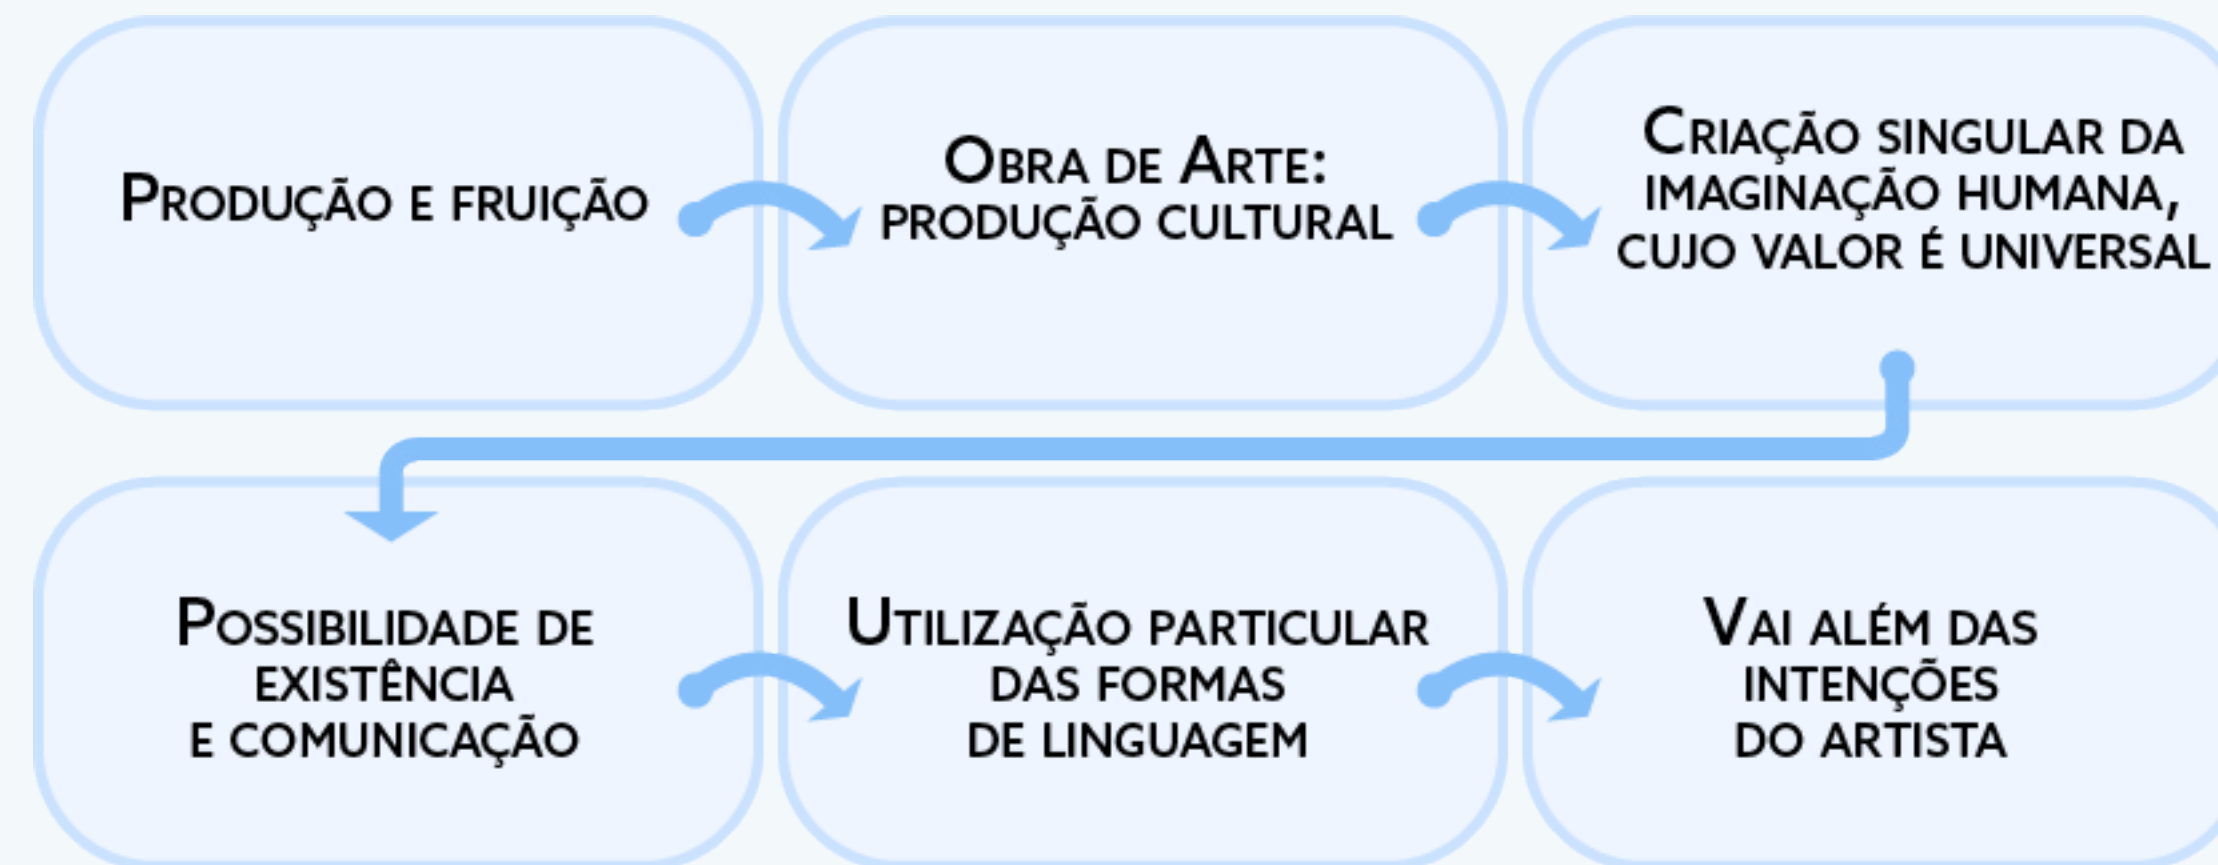 Produção e fruição
Obra de Arte:
produção cultural
Criação singular da
imaginação humana,
cujo valor é universal
Possibilidade de
existência
e comunicação
Utilização particular
das formas
de linguagem
Vai além das
intenções
do artista